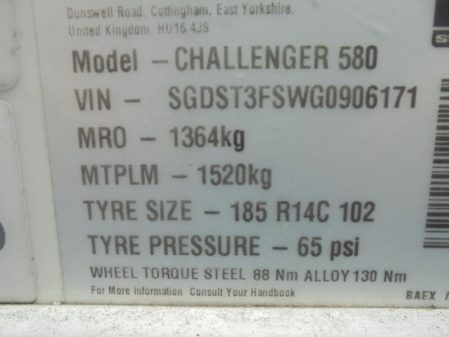 Dunswell Road, Cottingham, East Yorkshire,
United Kingdom HU16 4JS
Model - CHALLENGER 580
VIN - SGDST3FSWG0906171
MRO - 1364kg
MTPLM - 1520kg
TYRE SIZE - 185 R14C 102
TYRE PRESSURE - 65 psi
WHEEL TORQUE STEEL 88 Nm ALLOY 130 Nm
For More Information Consult Your Handbook
BAEX